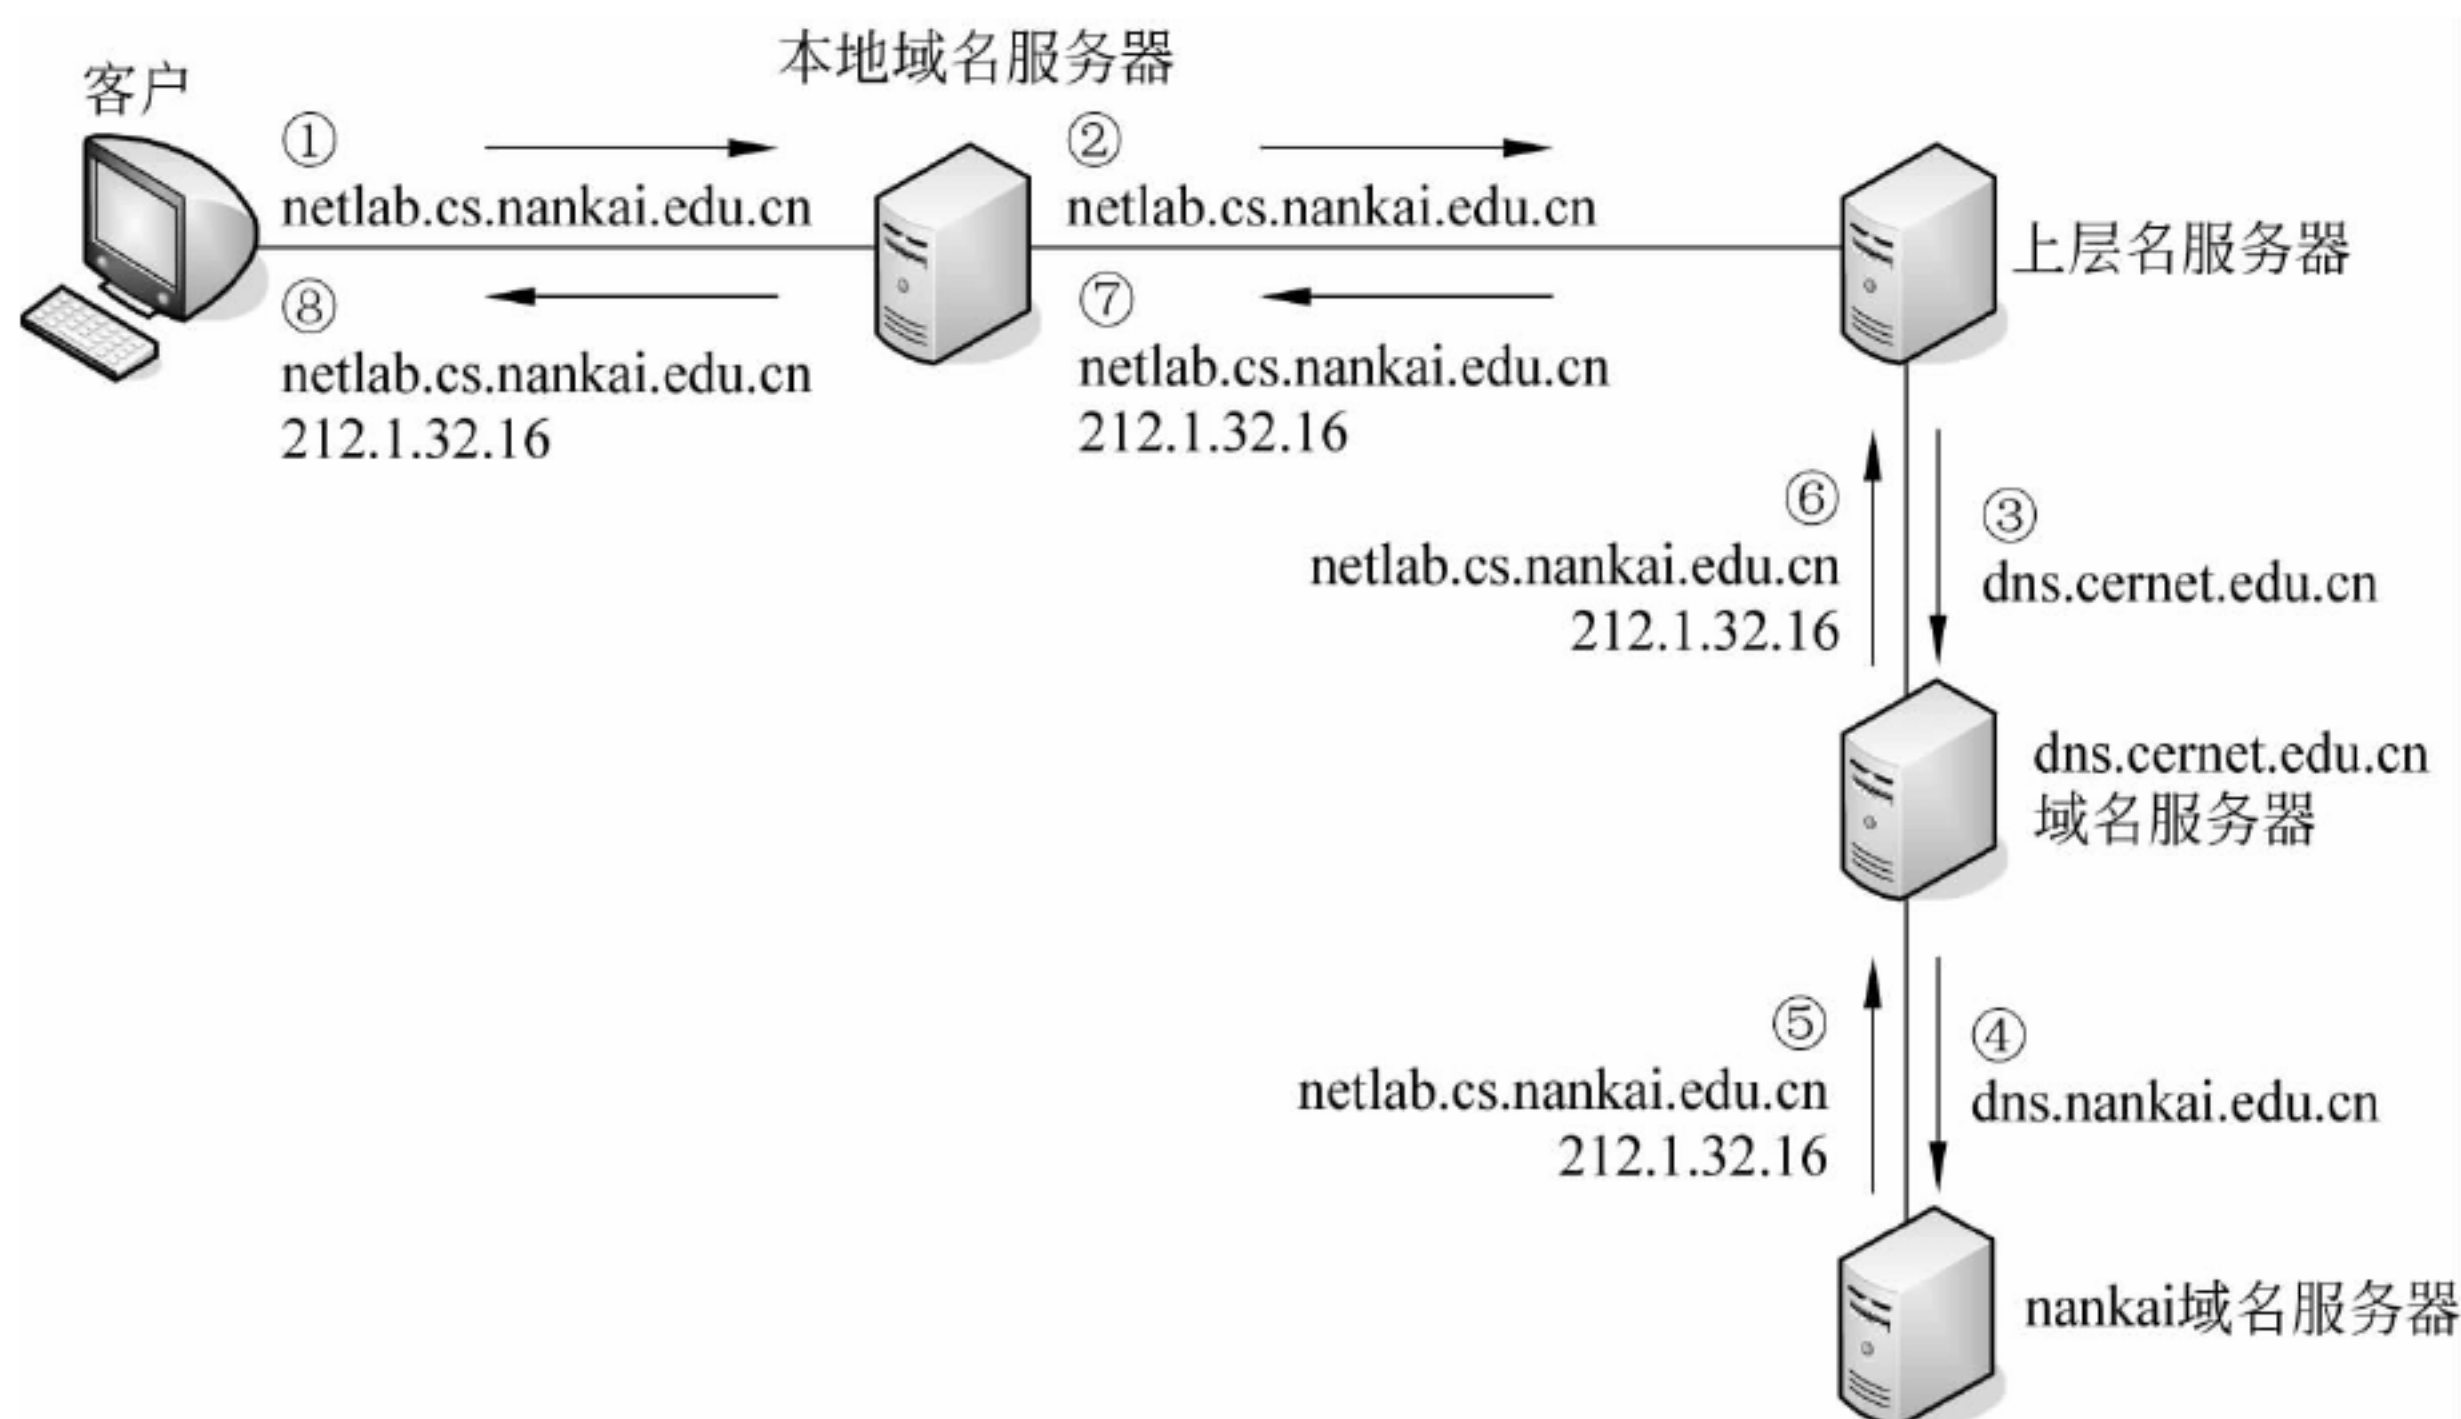 客户
本地域名服务器
①
netlab.cs.nankai.edu.cn
②
netlab.cs.nankai.edu.cn
上层名服务器
⑧
netlab.cs.nankai.edu.cn
212.1.32.16
⑦
netlab.cs.nankai.edu.cn
212.1.32.16
⑥
netlab.cs.nankai.edu.cn
212.1.32.16
③
dns.cernet.edu.cn
dns.cernet.edu.cn
域名服务器
⑤
netlab.cs.nankai.edu.cn
212.1.32.16
④
dns.nankai.edu.cn
nankai域名服务器